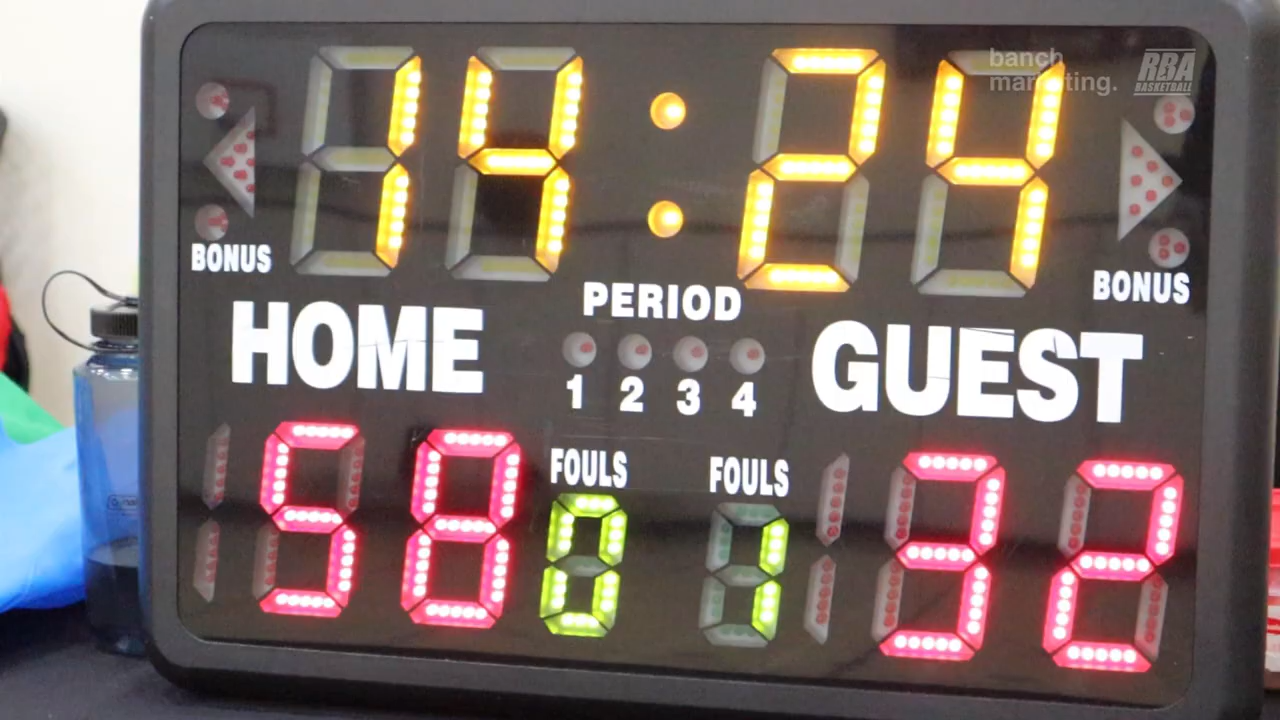 14:24
banch
marketing.
RBA
BASKETBALL
BONUS
BONUS
PERIOD
HOME
GUEST
1 2 3 4
FOULS
FOULS
58
0
1
32